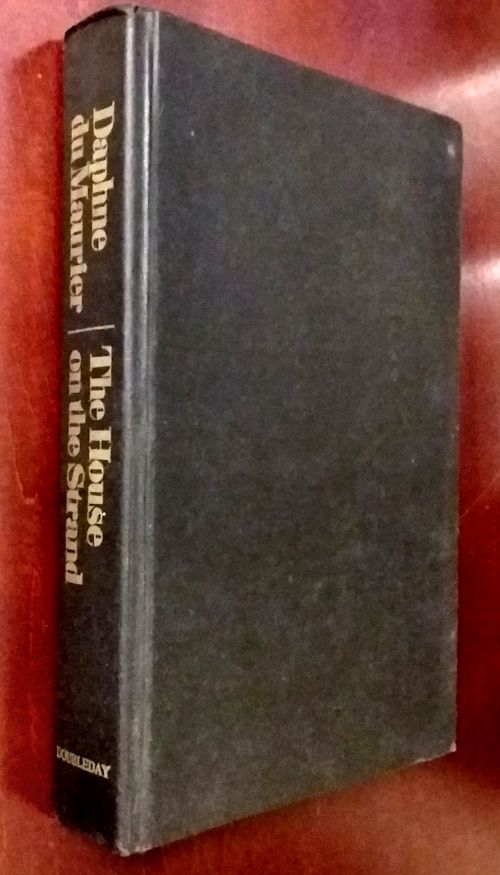 Daphne
du Maurier
The House
on the Strand
DOUBLEDAY